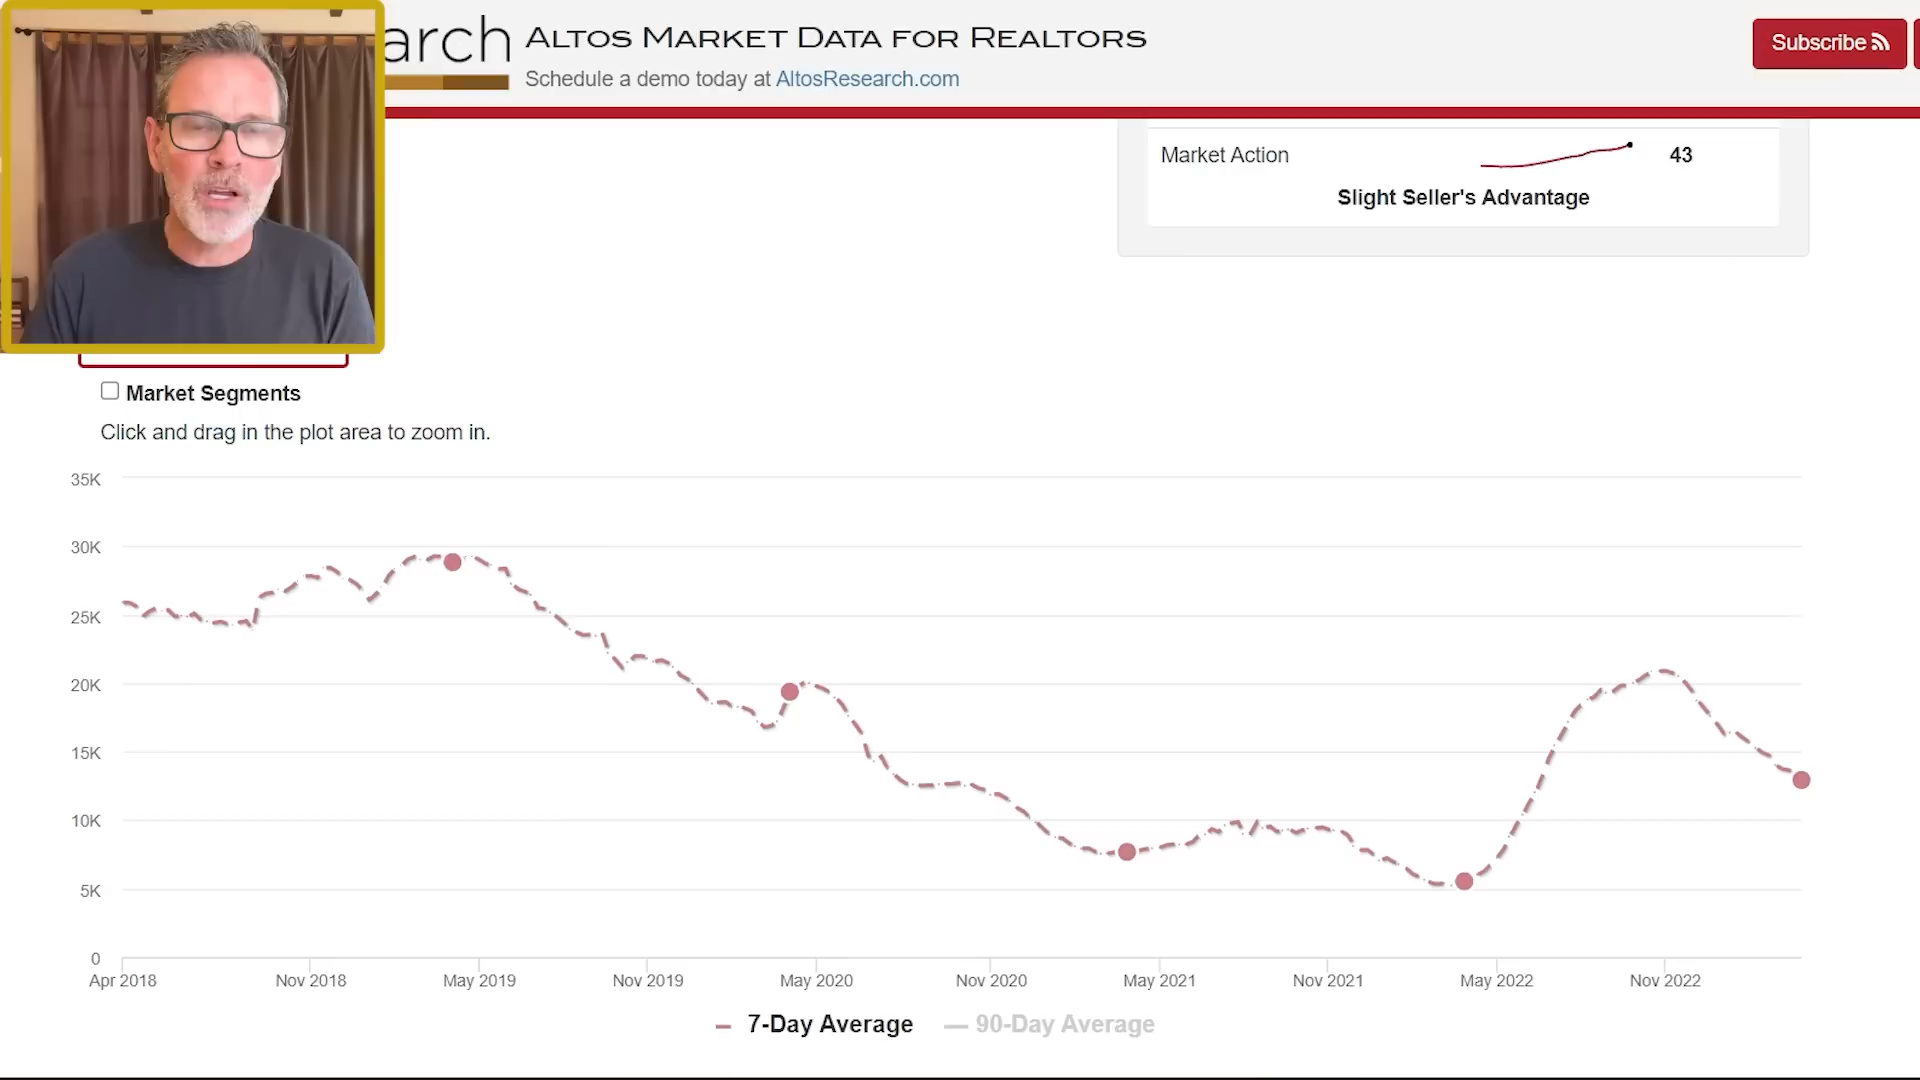 arch
ALTOS MARKET DATA FOR REALTORS
Schedule a demo today at AltosResearch.com
Subscribe
Market Action 43
Slight Seller's Advantage
Market Segments
Click and drag in the plot area to zoom in.
35K
30K
25K
20K
15K
10K
5K
0
Apr 2018 Nov 2018 May 2019 Nov 2019 May 2020 Nov 2020 May 2021 Nov 2021 May 2022 Nov 2022
7-Day Average 90-Day Average